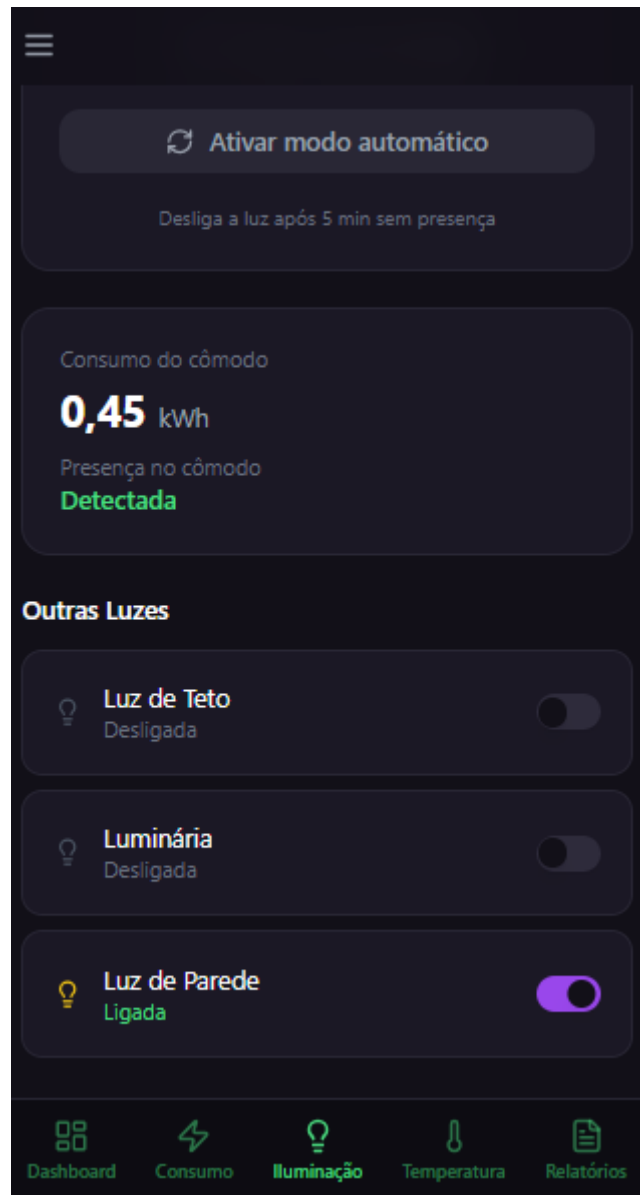 Ativar modo automático
Desliga a luz após 5 min sem presença
Consumo do cômodo
0,45 kWh
Presença no cômodo
Detectada
Outras Luzes
Luz de Teto
Desligada
Luminária
Desligada
Luz de Parede
Ligada
Dashboard Consumo Iluminação Temperatura Relatórios